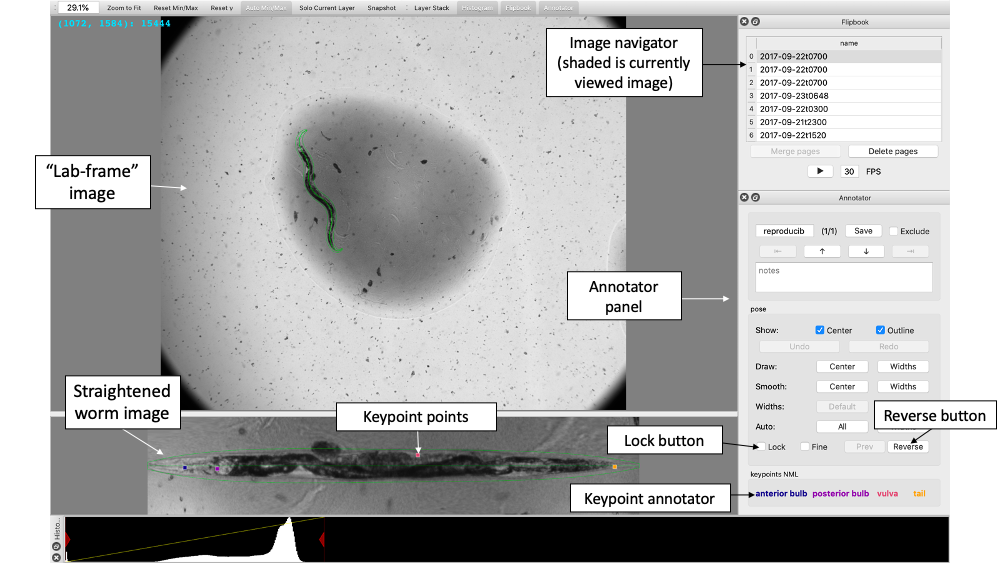 29.1% Zoom to Fit Reset Min/Max Reset γ Auto Min/Max Solo Current Layer Snapshot Layer Stack Histogram Flipbook Annotator
(1072, 1584): 15444
Flipbook
name
0 2017-09-22t0700
1 2017-09-22t0700
2 2017-09-22t0700
3 2017-09-23t0648
4 2017-09-22t0300
5 2017-09-21t2300
6 2017-09-22t1520
Merge pages Delete pages
30 FPS
Image navigator
(shaded is currently
viewed image)
“Lab-frame”
image
Annotator
reproducib (1/1) Save Exclude
notes
Annotator
panel
pose
Show: Center Outline
Undo Redo
Draw: Center Widths
Smooth: Center Widths
Widths: Default
Auto: All
Lock Fine Prev Reverse
Reverse button
Straightened
worm image
Keypoint points
Lock button
Keypoint annotator
keypoints NML
anterior bulb posterior bulb vulva tail
Histo...